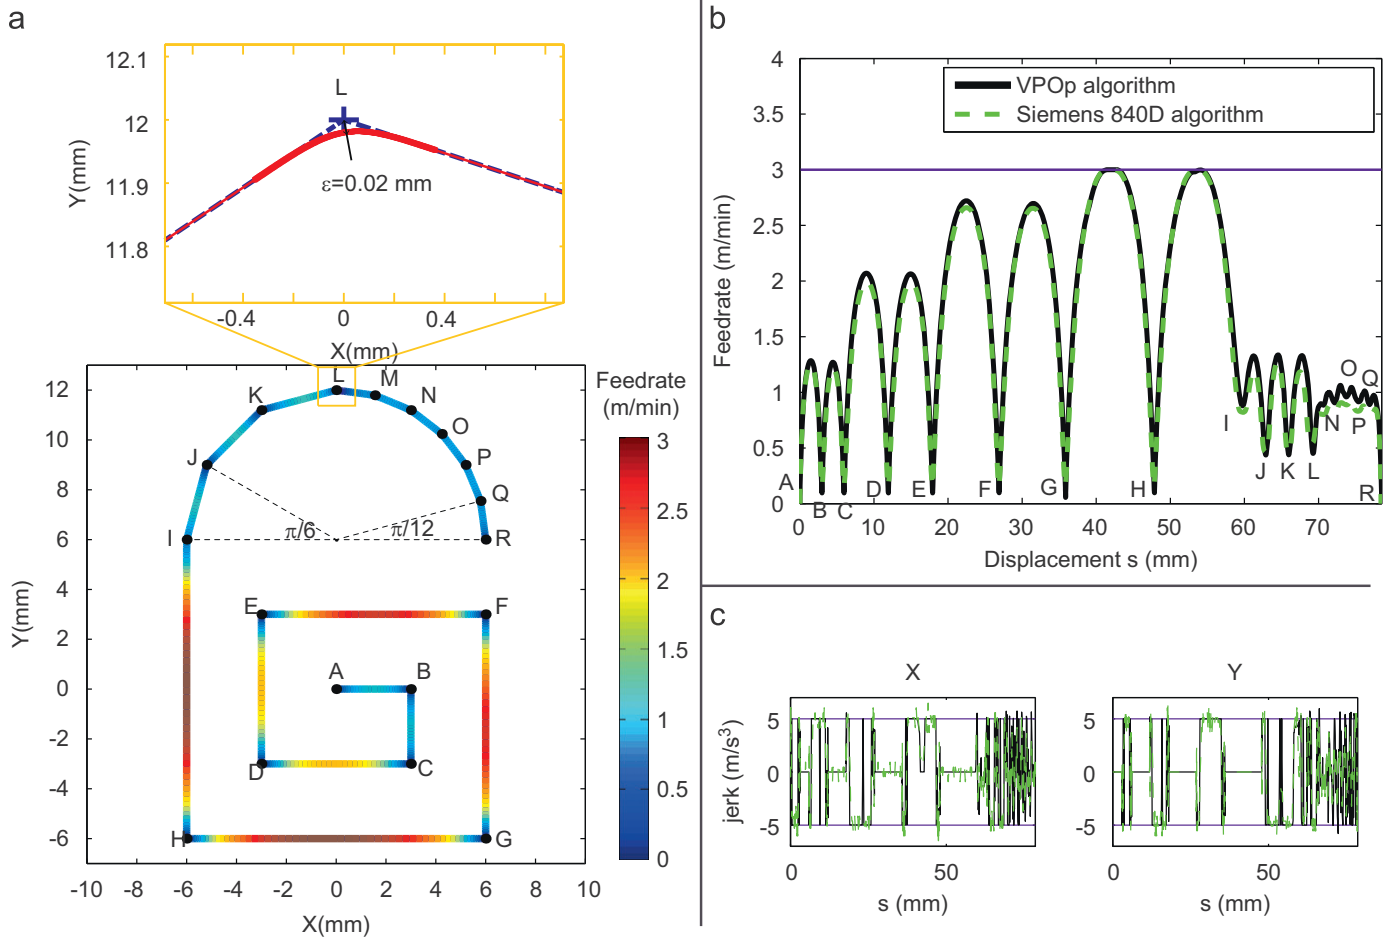 a
12.1
12
11.9
11.8
Y(mm)
L
ε=0.02 mm
-0.4
0
0.4
X(mm)
12
10
8
6
4
2
0
-2
-4
-6
Y(mm)
-10
-8
-6
-4
-2
0
2
4
6
8
10
X(mm)
A
B
C
D
E
F
G
H
I
J
K
L
M
N
O
P
Q
R
π/6
π/12
Feedrate
(m/min)
3
2.5
2
1.5
1
0.5
0
b
4
3.5
3
2.5
2
1.5
1
0.5
0
Feedrate (m/min)
VPOp algorithm
Siemens 840D algorithm
A
B
C
D
E
F
G
H
I
J
K
L
N
O
P
Q
R
0
10
20
30
40
50
60
70
Displacement s (mm)
c
X
5
0
-5
jerk (m/s³)
0
50
s (mm)
Y
5
0
-5
0
50
s (mm)